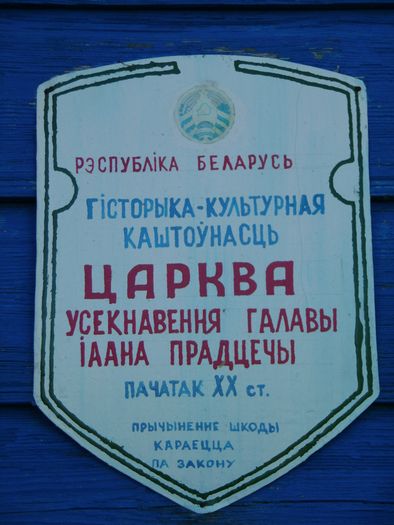 РЭСПУБЛІКА БЕЛАРУСЬ
ГІСТОРЫКА-КУЛЬТУРНАЯ
КАШТОЎНАСЦЬ
ЦАРКВА
УСЕКНАВЕННЯ ГАЛАВЫ
ІААНА ПРАДЦЕЧЫ
ПАЧАТАК XX ст.
ПРЫЧЫНЕННЕ ШКОДЫ
КАРАЕЦЦА
ПА ЗАКОНУ